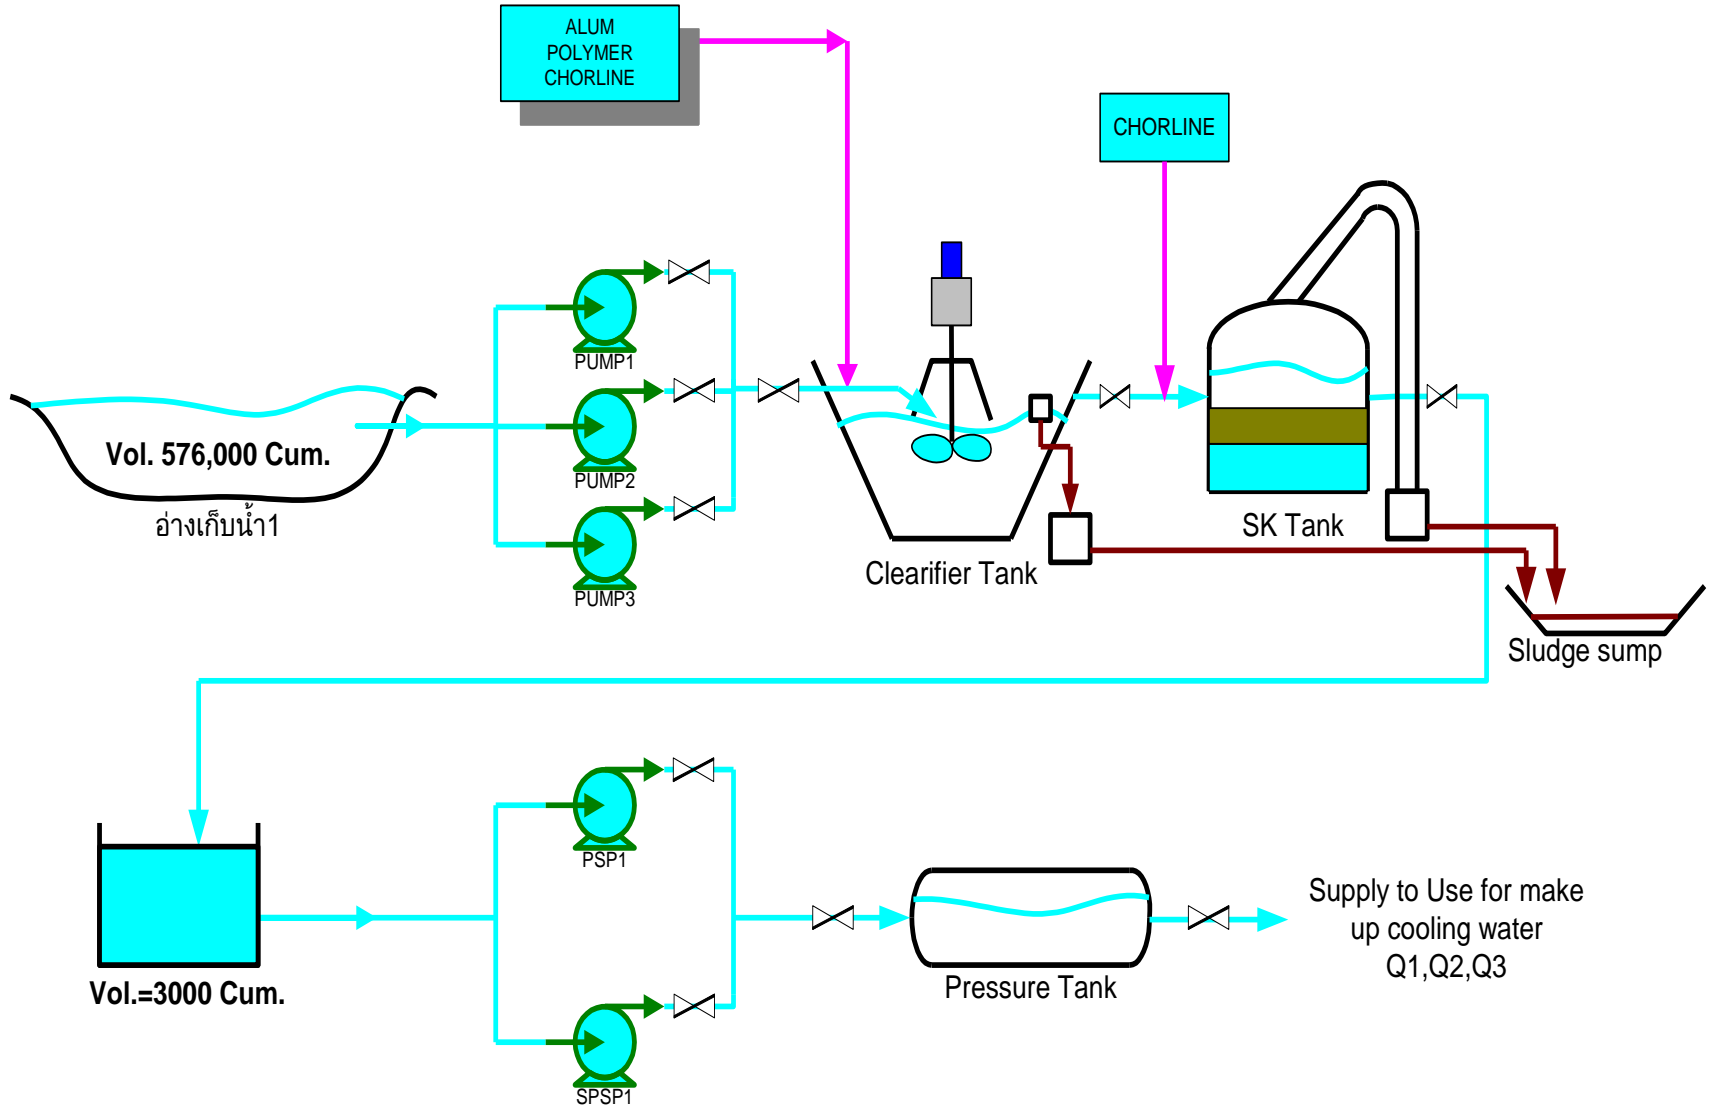 ALUM
POLYMER
CHORLINE
CHORLINE
PUMP1
PUMP2
PUMP3
Vol. 576,000 Cum.
อ่างเก็บน้ำ1
Clearifier Tank
SK Tank
Sludge sump
PSP1
SPSP1
Vol.=3000 Cum.
Pressure Tank
Supply to Use for make
up cooling water
Q1,Q2,Q3